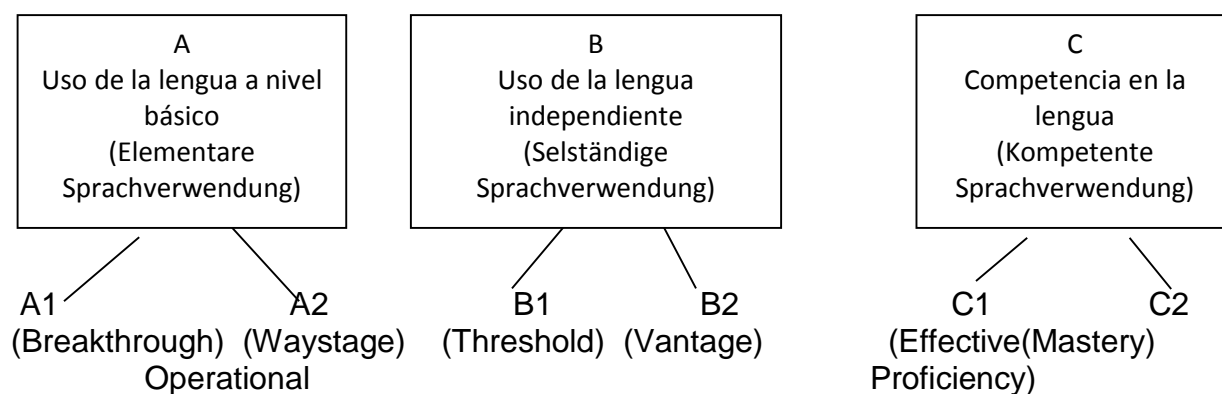 A
Uso de la lengua a nivel
básico
(Elementare
Sprachverwendung)
B
Uso de la lengua
independiente
(Selständige
Sprachverwendung)
C
Competencia en la
lengua
(Kompetente
Sprachverwendung)
A1 A2 B1 B2 C1 C2
(Breakthrough) (Waystage) (Threshold) (Vantage) (Effective(Mastery)
Operational Proficiency)